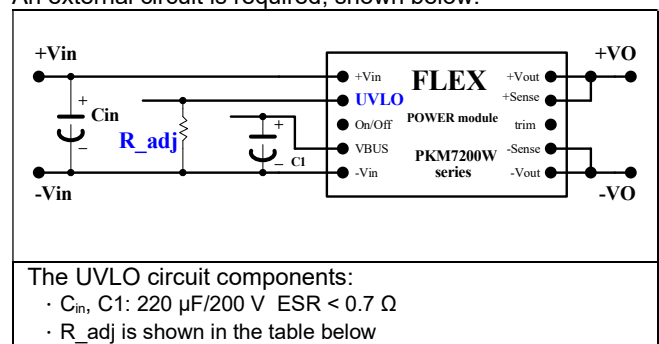 An external circuit is required, shown below.
+Vin
+VO
+Vin
FLEX
+Vout
UVLO
+Sense
+
Cin
On/Off
POWER module
trim
R_adj
+
VBUS
-Sense
–
C1
PKM7200W
–
-Vin
series
-Vout
-Vin
-VO
The UVLO circuit components:
· Cin, C1: 220 µF/200 V ESR < 0.7 Ω
· R_adj is shown in the table below